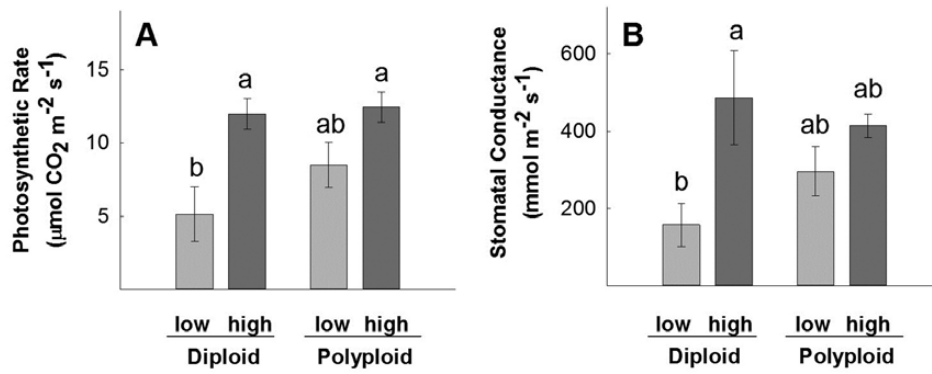 A
Photosynthetic Rate
(µmol CO₂ m⁻² s⁻¹)
15
10
5
b
a
ab
a
low high low high
Diploid Polyploid
B
Stomatal Conductance
(mmol m⁻² s⁻¹)
600
400
200
b
a
ab
ab
low high low high
Diploid Polyploid